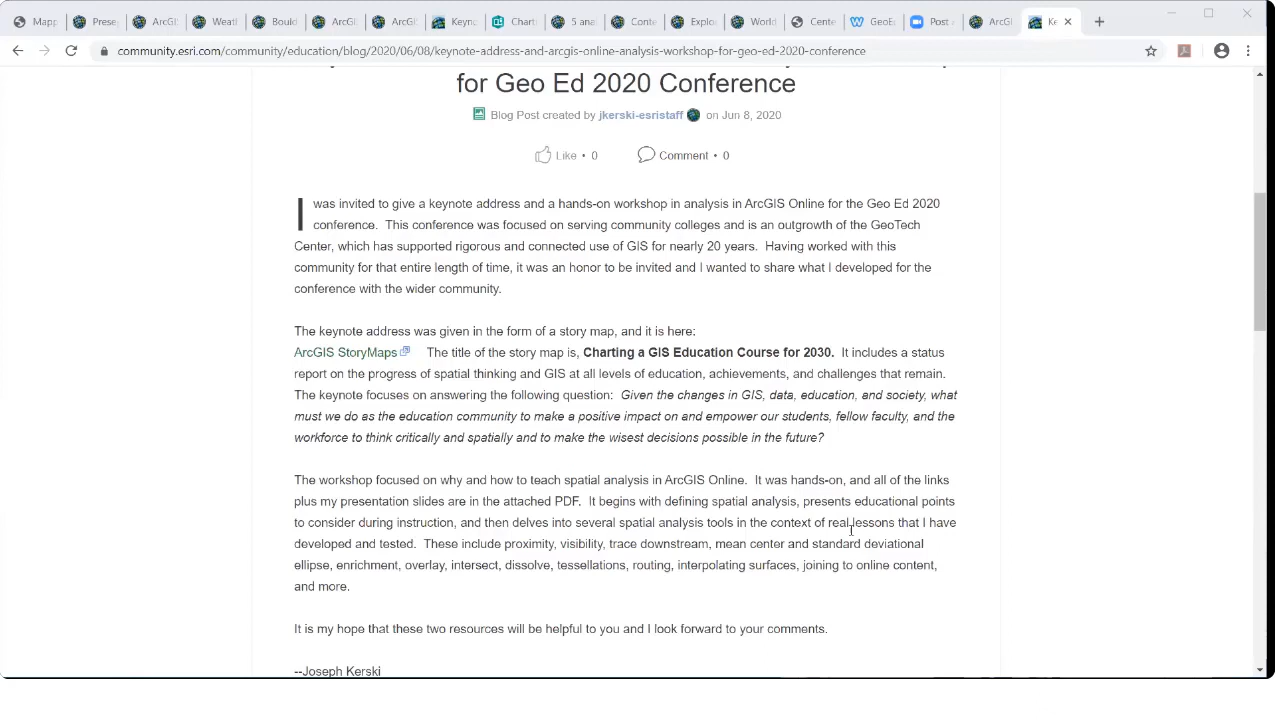 Mapp
Prese
ArcGI
Weatl
Bould
ArcGI
ArcGI
Keync
Charti
5 anal
Conte
Explo
World
Cente
GeoE
Post A
ArcGI
Ke
community.esri.com/community/education/blog/2020/06/08/keynote-address-and-arcgis-online-analysis-workshop-for-geo-ed-2020-conference
for Geo Ed 2020 Conference
Blog Post created by jkerski-esristaff on Jun 8, 2020
Like • 0 Comment • 0
I was invited to give a keynote address and a hands-on workshop in analysis in ArcGIS Online for the Geo Ed 2020
conference. This conference was focused on serving community colleges and is an outgrowth of the GeoTech
Center, which has supported rigorous and connected use of GIS for nearly 20 years. Having worked with this
community for that entire length of time, it was an honor to be invited and I wanted to share what I developed for the
conference with the wider community.
The keynote address was given in the form of a story map, and it is here:
ArcGIS StoryMaps The title of the story map is, Charting a GIS Education Course for 2030. It includes a status
report on the progress of spatial thinking and GIS at all levels of education, achievements, and challenges that remain.
The keynote focuses on answering the following question: Given the changes in GIS, data, education, and society, what
must we do as the education community to make a positive impact on and empower our students, fellow faculty, and the
workforce to think critically and spatially and to make the wisest decisions possible in the future?
The workshop focused on why and how to teach spatial analysis in ArcGIS Online. It was hands-on, and all of the links
plus my presentation slides are in the attached PDF. It begins with defining spatial analysis, presents educational points
to consider during instruction, and then delves into several spatial analysis tools in the context of real lessons that I have
developed and tested. These include proximity, visibility, trace downstream, mean center and standard deviational
ellipse, enrichment, overlay, intersect, dissolve, tessellations, routing, interpolating surfaces, joining to online content,
and more.
It is my hope that these two resources will be helpful to you and I look forward to your comments.
--Joseph Kerski